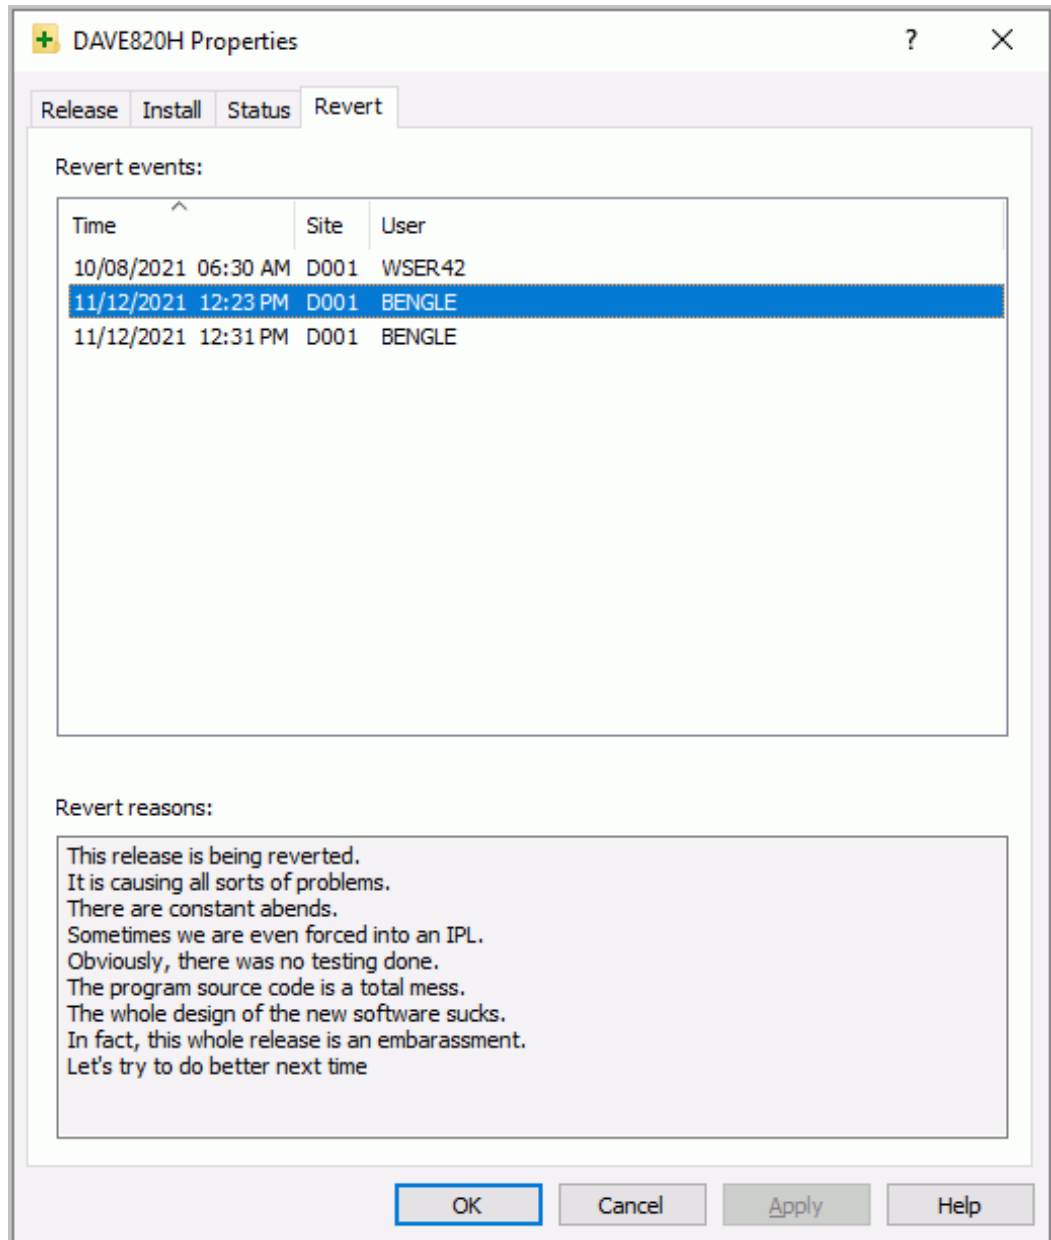 DAVE820H Properties ?
Release Install Status Revert
Revert events:
Time Site User
10/08/2021 06:30 AM D001 WSER42
11/12/2021 12:23 PM D001 BENGLE
11/12/2021 12:31 PM D001 BENGLE
Revert reasons:
This release is being reverted.
It is causing all sorts of problems.
There are constant abends.
Sometimes we are even forced into an IPL.
Obviously, there was no testing done.
The program source code is a total mess.
The whole design of the new software sucks.
In fact, this whole release is an embarassment.
Let's try to do better next time
OK Cancel Apply Help